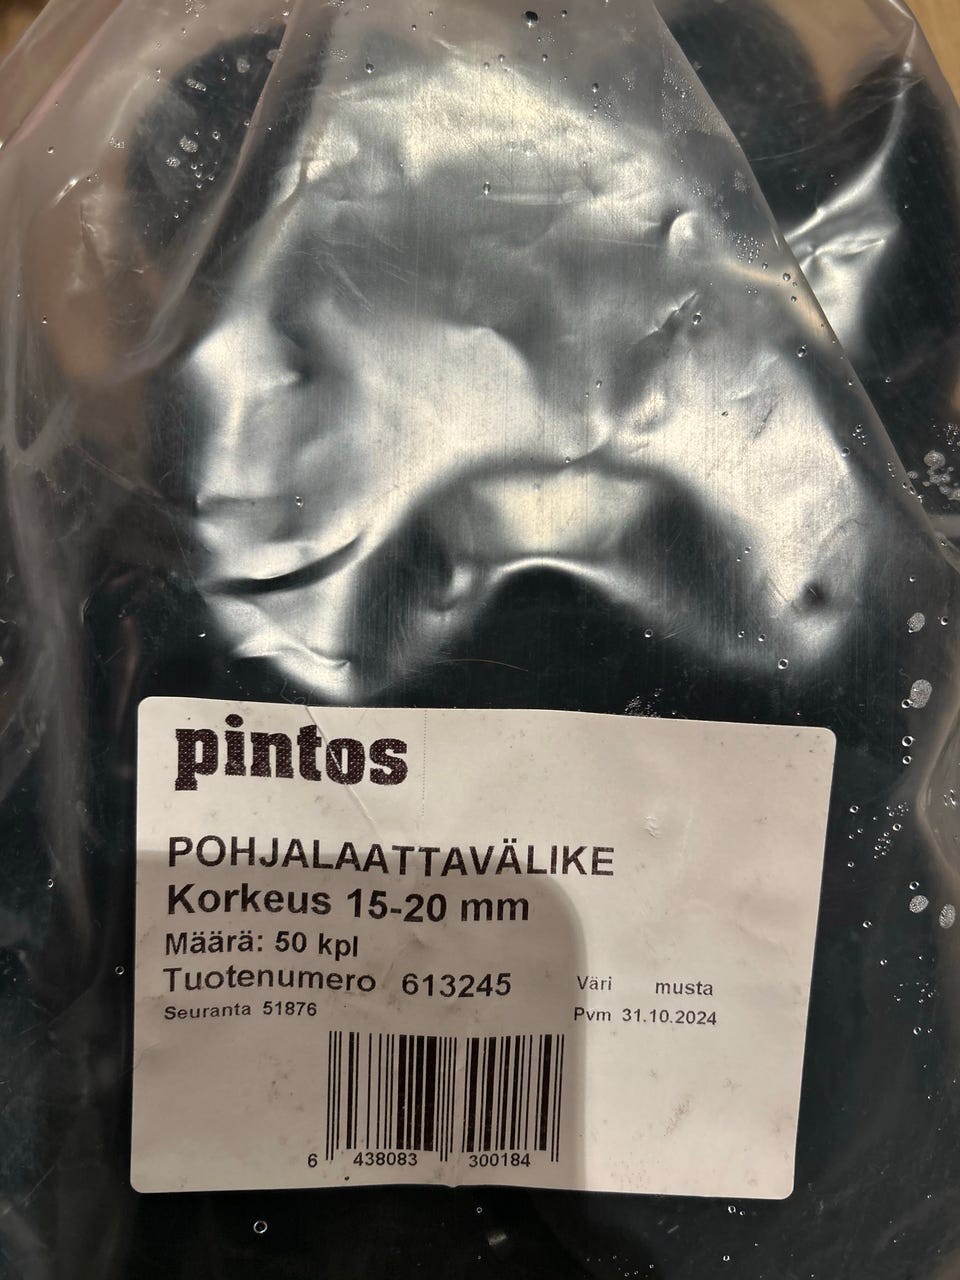 pintos
POHJALAATTAVÄLIKE
Korkeus 15-20 mm
Määrä: 50 kpl
Tuotenumero 613245 Väri musta
Seuranta 51876 Pvm 31.10.2024
6 438083 300184